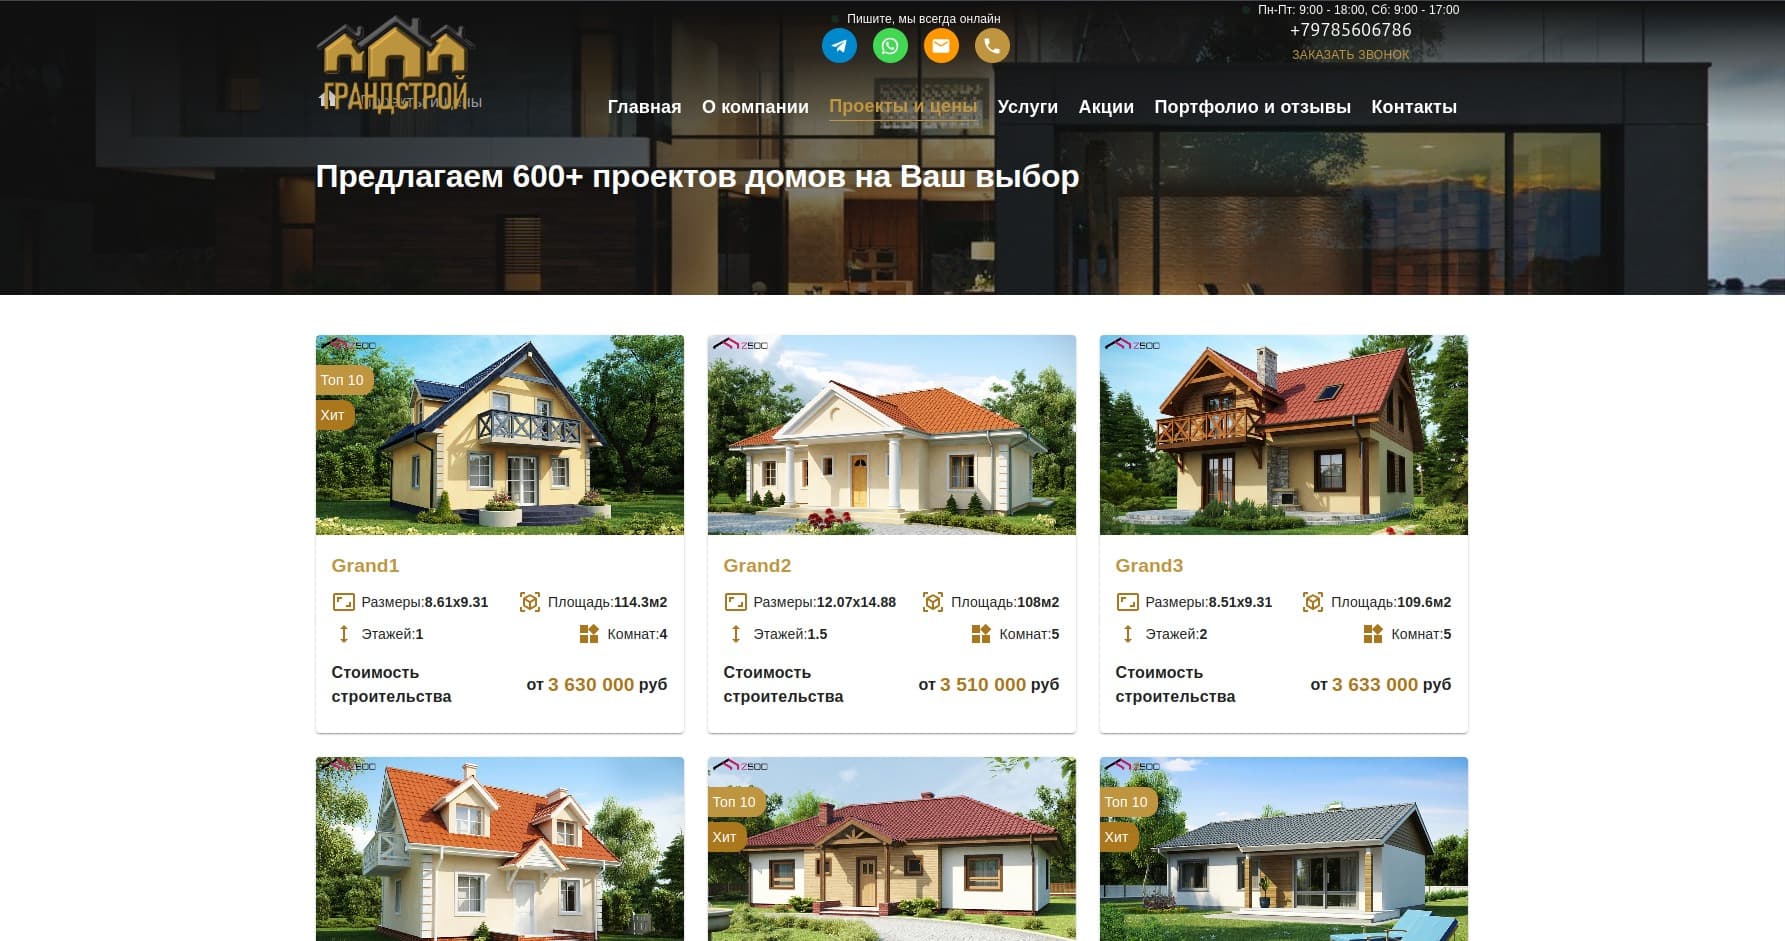 Пишите, мы всегда онлайн
Пн-Пт: 9:00 - 18:00, Сб: 9:00 - 17:00
+79785606786
ЗАКАЗАТЬ ЗВОНОК
ГРАНДСТРОЙ
Главная О компании Проекты и цены Услуги Акции Портфолио и отзывы Контакты
Предлагаем 600+ проектов домов на Ваш выбор
Z500
Топ 10
Хит
Z500
Z500
Grand1
Размеры:8.61x9.31 Площадь:114.3м2
Этажей:1 Комнат:4
Стоимость
строительства
от 3 630 000 руб
Grand2
Размеры:12.07x14.88 Площадь:108м2
Этажей:1.5 Комнат:5
Стоимость
строительства
от 3 510 000 руб
Grand3
Размеры:8.51x9.31 Площадь:109.6м2
Этажей:2 Комнат:5
Стоимость
строительства
от 3 633 000 руб
Z500
Z500
Топ 10
Хит
Z500
Топ 10
Хит